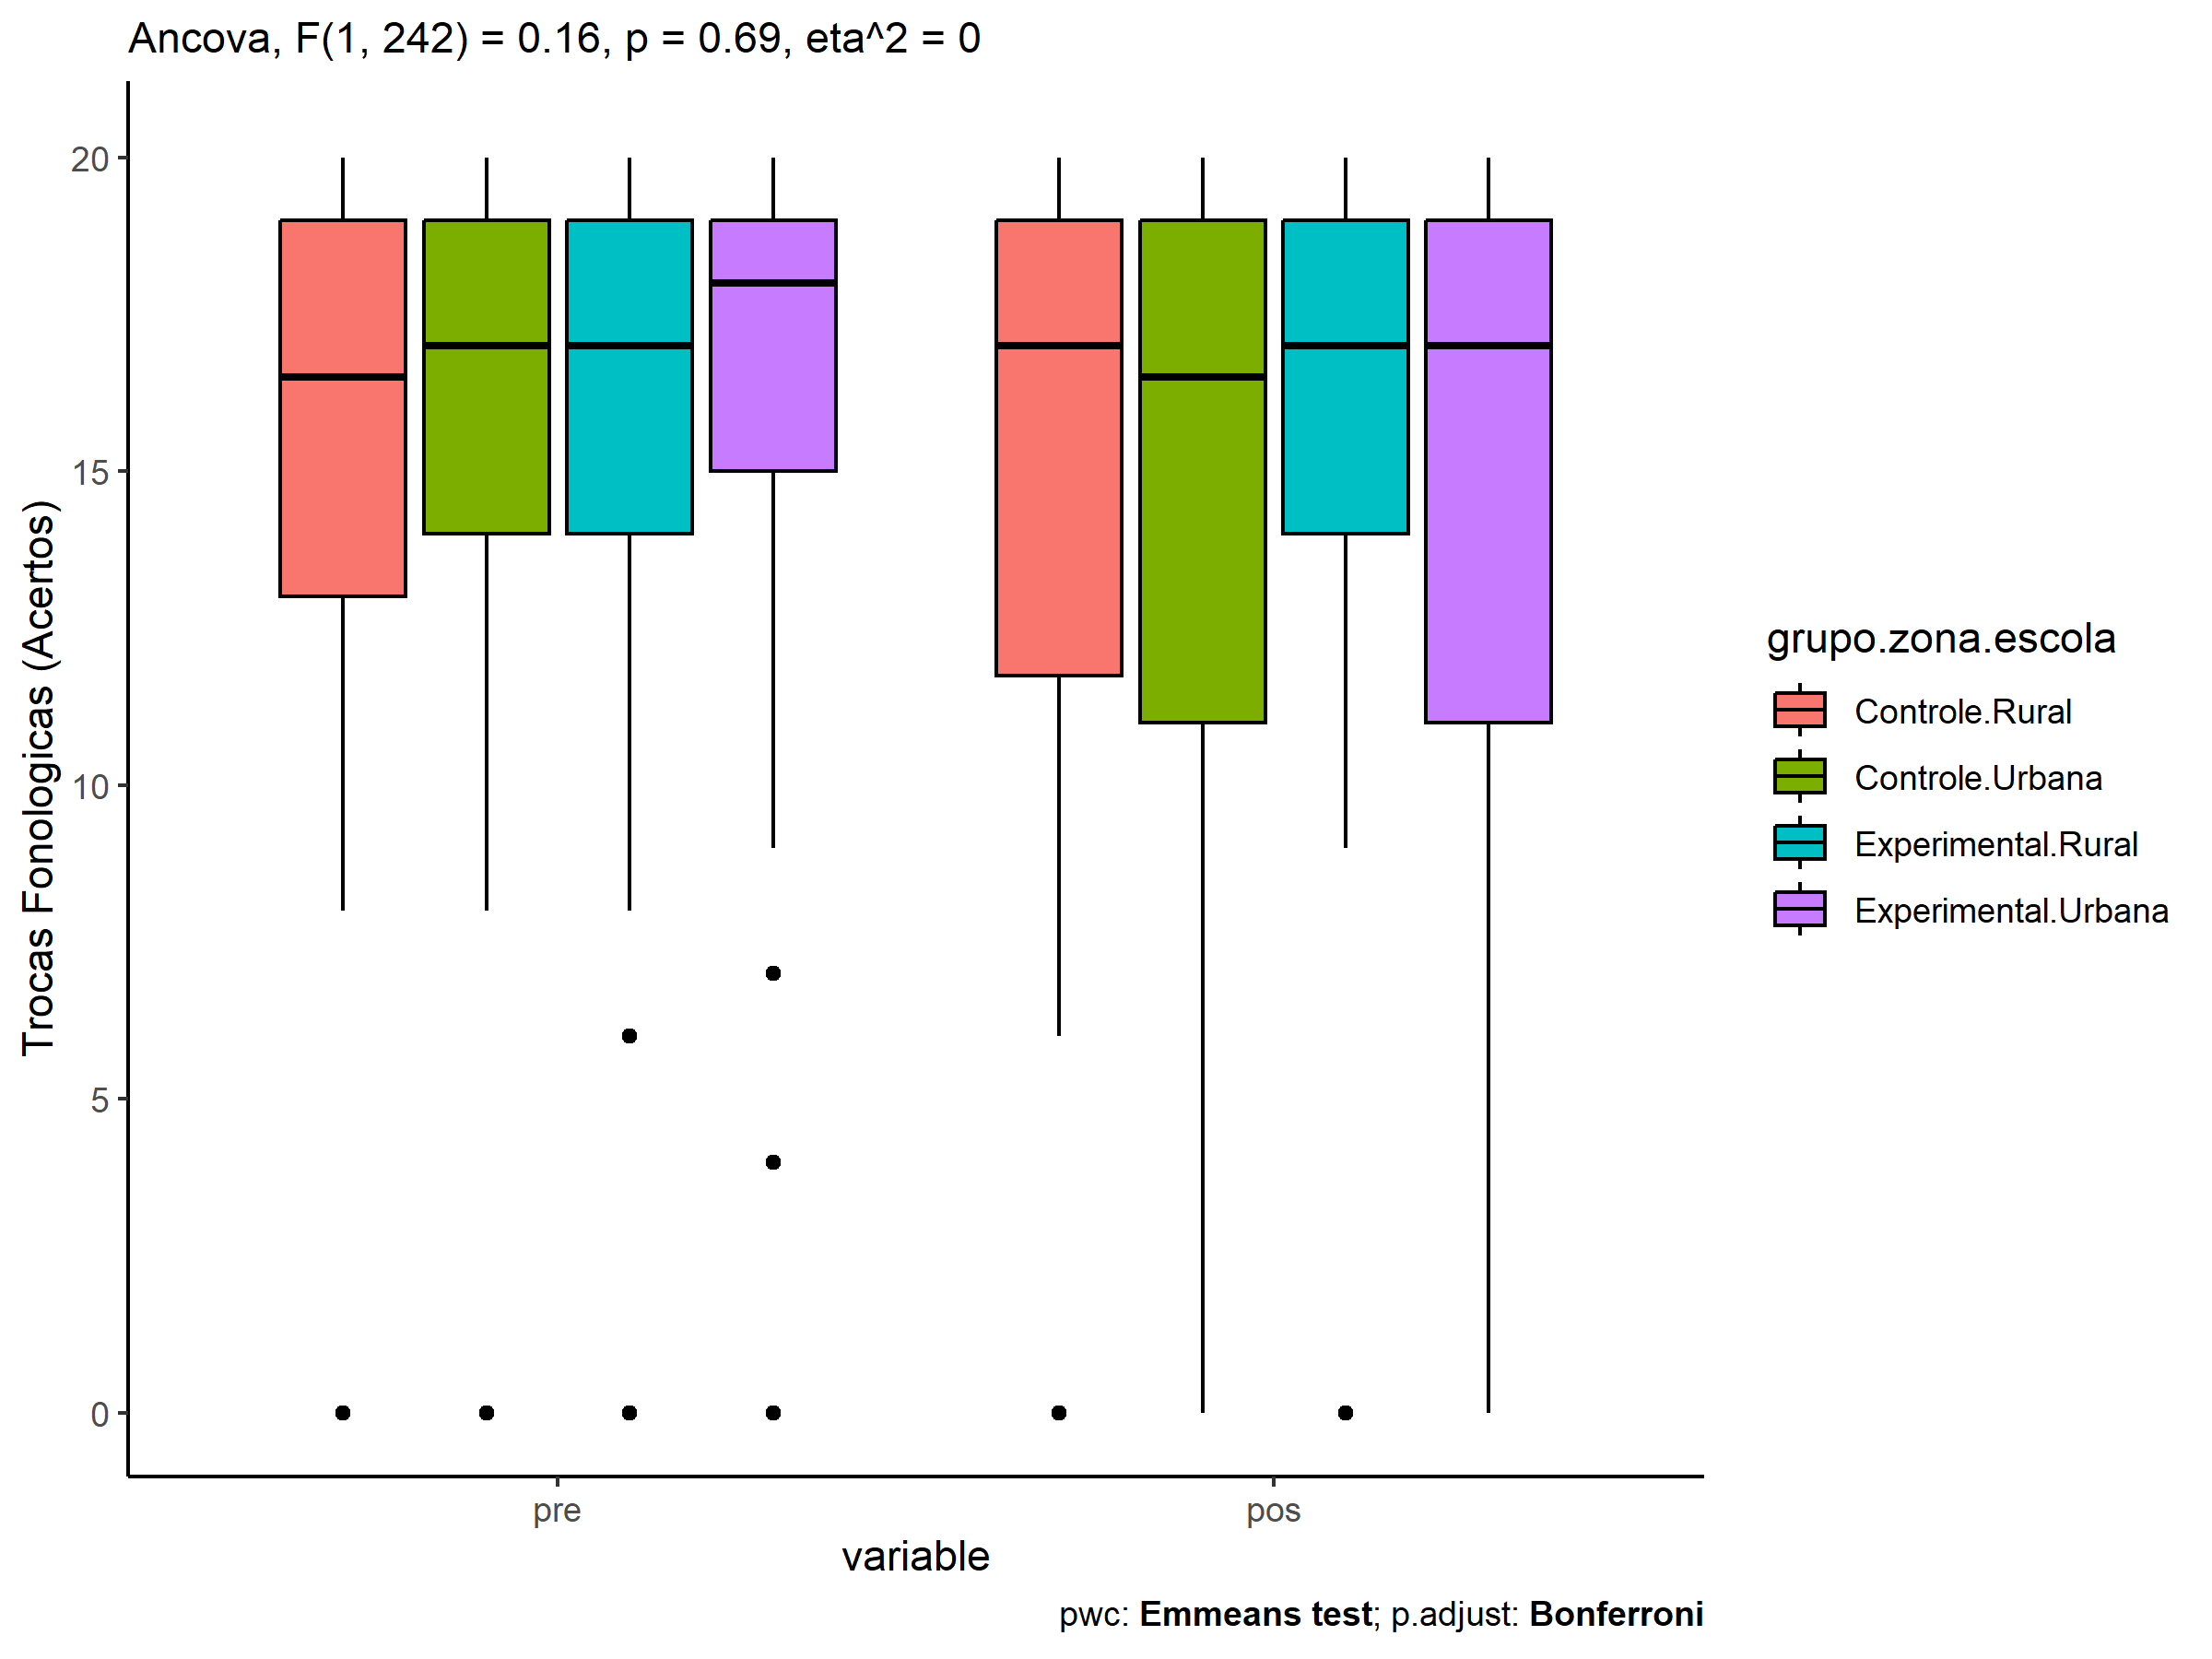 Ancova, F(1, 242) = 0.16, p = 0.69, eta^2 = 0
Trocas Fonologicas (Acertos)
20
15
10
5
0
pre
pos
variable
pwc: Emmeans test; p.adjust: Bonferroni
grupo.zona.escola
Controle.Rural
Controle.Urbana
Experimental.Rural
Experimental.Urbana